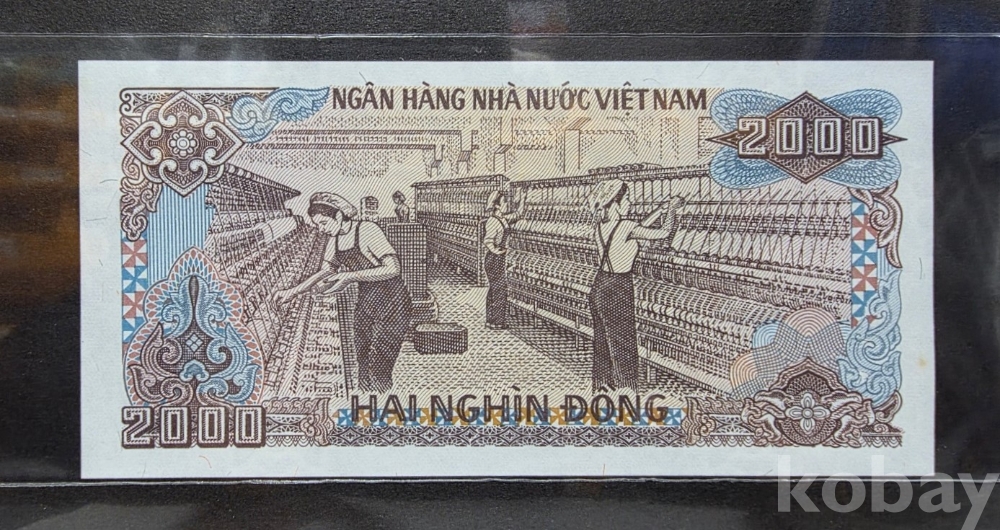 NGÂN HÀNG NHÀ NƯỚC VIỆT NAM
2000
2000
HAI NGHÌN ĐỒNG
kobay